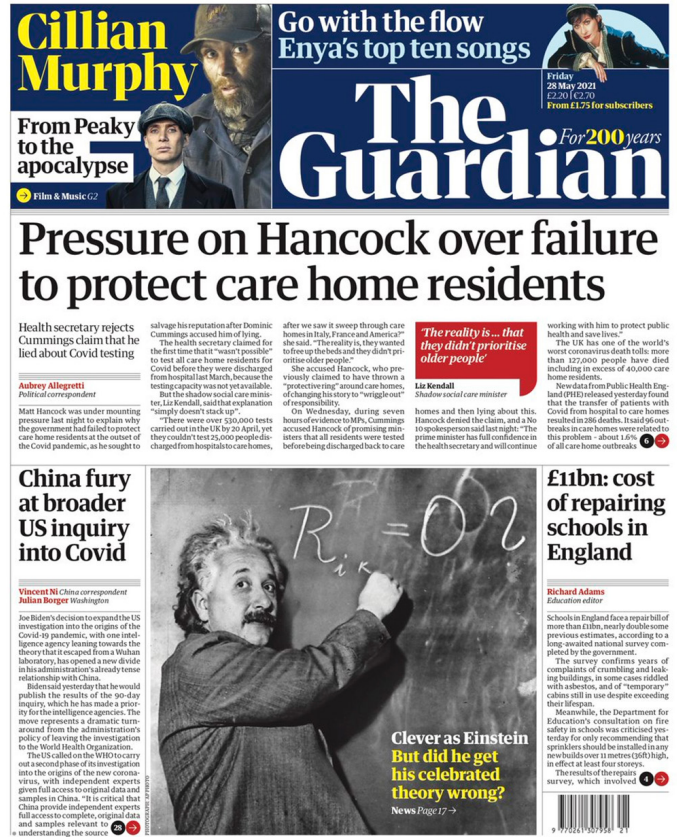 Cillian
Murphy
From Peaky
to the
apocalypse
Film & Music G2
Go with the flow
Enya's top ten songs
Friday
28 May 2021
£2.20 | €2.70
From £1.75 for subscribers
The
Guardian
For 200 years
Pressure on Hancock over failure
to protect care home residents
Health secretary rejects
Cummings claim that he
lied about Covid testing
Aubrey Allegretti
Political correspondent
Matt Hancock was under mounting
pressure last night to explain why
the government had failed to protect
care home residents at the outset of
the Covid pandemic, as he sought to
salvage his reputation after Dominic
Cummings accused him of lying.
The health secretary claimed for
the first time that it "wasn't possible"
to test all care home residents for
Covid before they were discharged
from hospital last March, because the
testing capacity was not yet available.
But the shadow social care minis-
ter, Liz Kendall, said that explanation
"simply doesn't stack up".
"There were over 530,000 tests
carried out in the UK by 20 April, yet
they couldn't test 25,000 people dis-
charged from hospitals to care homes,
after we saw it sweep through care
homes in Italy, France and America?"
she said. "The reality is, they wanted
to free up the beds and they didn't pri-
oritise older people."
She accused Hancock, who pre-
viously claimed to have thrown a
"protective ring" around care homes,
of changing his story to "wriggle out"
of responsibility.
On Wednesday, during seven
hours of evidence to MPs, Cummings
accused Hancock of promising min-
isters that all residents were tested
before being discharged back to care
'The reality is ... that
they didn't prioritise
older people'
Liz Kendall
Shadow social care minister
homes and then lying about this.
Hancock denied the claim, and a No
10 spokesperson said last night: "The
prime minister has full confidence in
the health secretary and will continue
working with him to protect public
health and save lives."
The UK has one of the world's
worst coronavirus death tolls: more
than 127,000 people have died
including in excess of 40,000 care
home residents.
New data from Public Health Eng-
land (PHE) released yesterday found
that the transfer of patients with
Covid from hospital to care homes
resulted in 286 deaths. It said 96 out-
breaks in care homes were related to
this problem - about 1.6%
of all care home outbreaks
6
China fury
at broader
US inquiry
into Covid
Vincent Ni China correspondent
Julian Borger Washington
Joe Biden's decision to expand the US
investigation into the origins of the
Covid-19 pandemic, with one intel-
ligence agency leaning towards the
theory that it escaped from a Wuhan
laboratory, has opened a new divide
in his administration's already tense
relationship with China.
Biden said yesterday that he would
publish the results of the 90-day
inquiry, which he has made a prior-
ity for the intelligence agencies. The
move represents a dramatic turn-
around from the administration's
policy of leaving the investigation
to the World Health Organization.
The US called on the WHO to carry
out a second phase of its investigation
into the origins of the new corona-
virus, with independent experts
given full access to original data and
samples in China. "It is critical that
China provide independent experts
full access to complete, original data
and samples relevant to
understanding the source
28
PHOTOGRAPH: AP PHOTO
Rik = 0?
Clever as Einstein
But did he get
his celebrated
theory wrong?
News Page 17
£11bn: cost
of repairing
schools in
England
Richard Adams
Education editor
Schools in England face a repair bill of
more than £11bn, nearly double some
previous estimates, according to a
long-awaited national survey com-
pleted by the government.
The survey confirms years of
complaints of crumbling and leak-
ing buildings, in some cases riddled
with asbestos, and of "temporary"
cabins still in use despite exceeding
their lifespan.
Meanwhile, the Department for
Education's consultation on fire
safety in schools was criticised yes-
terday for only recommending that
sprinklers should be installed in any
new builds over 11 metres (36ft) high,
in effect at least four storeys.
The results of the repairs
survey, which involved
4
9 770261 307958 21